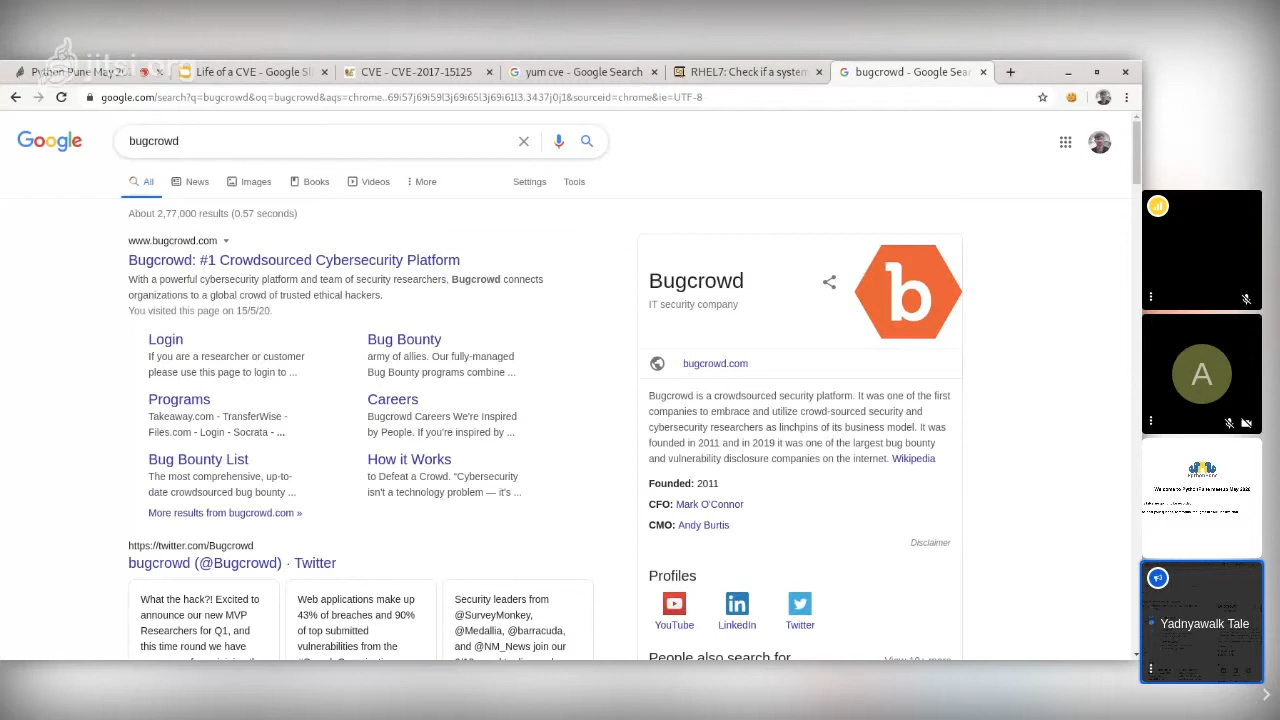 jitsi.org
Python Pune May 20
Life of a CVE - Google Sl
CVE - CVE-2017-15125
yum cve - Google Search
RHEL7: Check if a system
bugcrowd - Google Sear
google.com/search?q=bugcrowd&oq=bugcrowd&aqs=chrome..69i57j69i59l3j69i65l3j69i61l3.3437j0j1&sourceid=chrome&ie=UTF-8
Google
bugcrowd
All
News
Images
Books
Videos
More
Settings
Tools
About 2,77,000 results (0.57 seconds)
www.bugcrowd.com
Bugcrowd: #1 Crowdsourced Cybersecurity Platform
With a powerful cybersecurity platform and team of security researchers, Bugcrowd connects
organizations to a global crowd of trusted ethical hackers.
You visited this page on 15/5/20.
Login
If you are a researcher or customer
please use this page to login to ...
Bug Bounty
army of allies. Our fully-managed
Bug Bounty programs combine ...
Programs
Takeaway.com - TransferWise -
Files.com - Login - Socrata - ...
Careers
Bugcrowd Careers We're Inspired
by People. If you're inspired by ...
Bug Bounty List
The most comprehensive, up-to-
date crowdsourced bug bounty ...
How it Works
to Defeat a Crowd. "Cybersecurity
isn't a technology problem — it's ...
More results from bugcrowd.com »
https://twitter.com/Bugcrowd
bugcrowd (@Bugcrowd) · Twitter
What the hack?! Excited to
announce our new MVP
Researchers for Q1, and
this time round we have
Web applications make up
43% of breaches and 90%
of top submitted
vulnerabilities from the
Security leaders from
@SurveyMonkey,
@Medallia, @barracuda,
and @NM_News join our
Bugcrowd
IT security company
b
bugcrowd.com
Bugcrowd is a crowdsourced security platform. It was one of the first
companies to embrace and utilize crowd-sourced security and
cybersecurity researchers as linchpins of its business model. It was
founded in 2011 and in 2019 it was one of the largest bug bounty
and vulnerability disclosure companies on the internet. Wikipedia
Founded: 2011
CFO: Mark O'Connor
CMO: Andy Burtis
Disclaimer
Profiles
YouTube
LinkedIn
Twitter
People also search for
View 10+ more
A
Welcome to PythonPune meetup May 2020
Yadnyawalk Tale